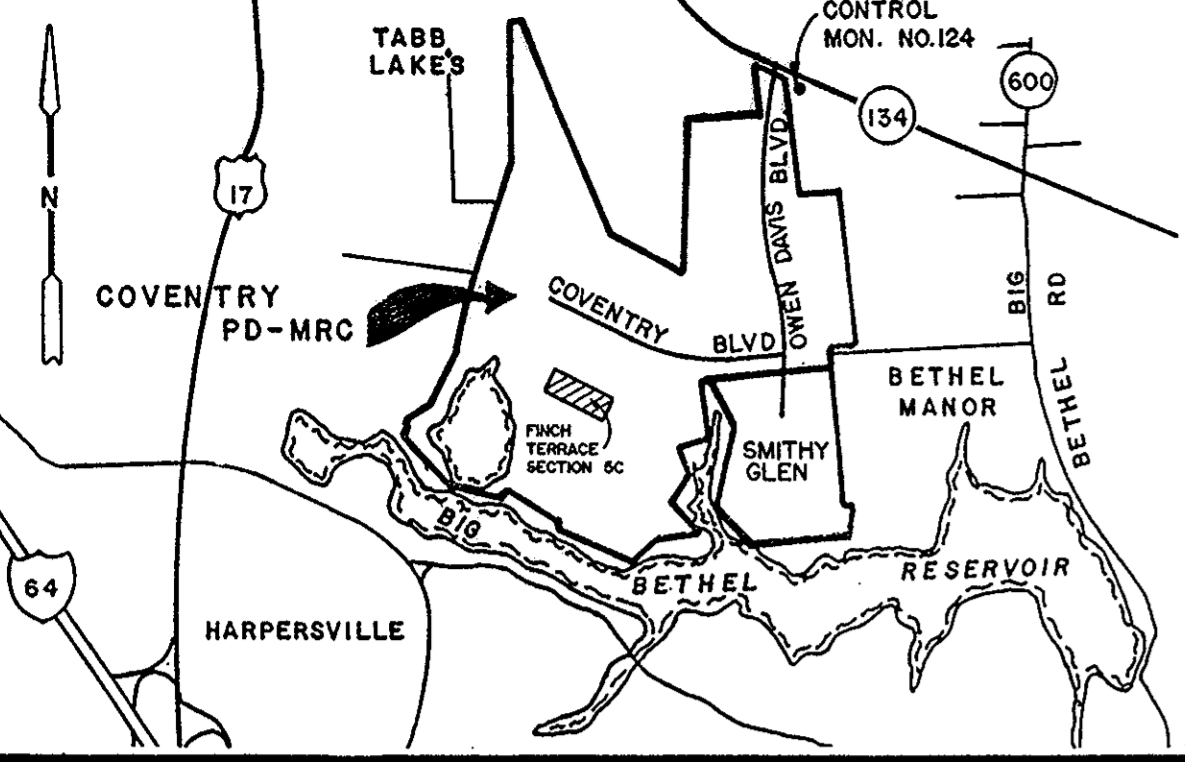 CONTROL
MON. NO.124
TABB
LAKES
600
134
17
N
COVENTRY
PD-MRC
COVENTRY
BLVD
OWEN DAVIS BLVD.
BIG
BETHEL
RD
BETHEL
MANOR
FINCH
TERRACE
SECTION 5C
SMITHY
GLEN
BIG
BETHEL
RESERVOIR
64
HARPERSVILLE